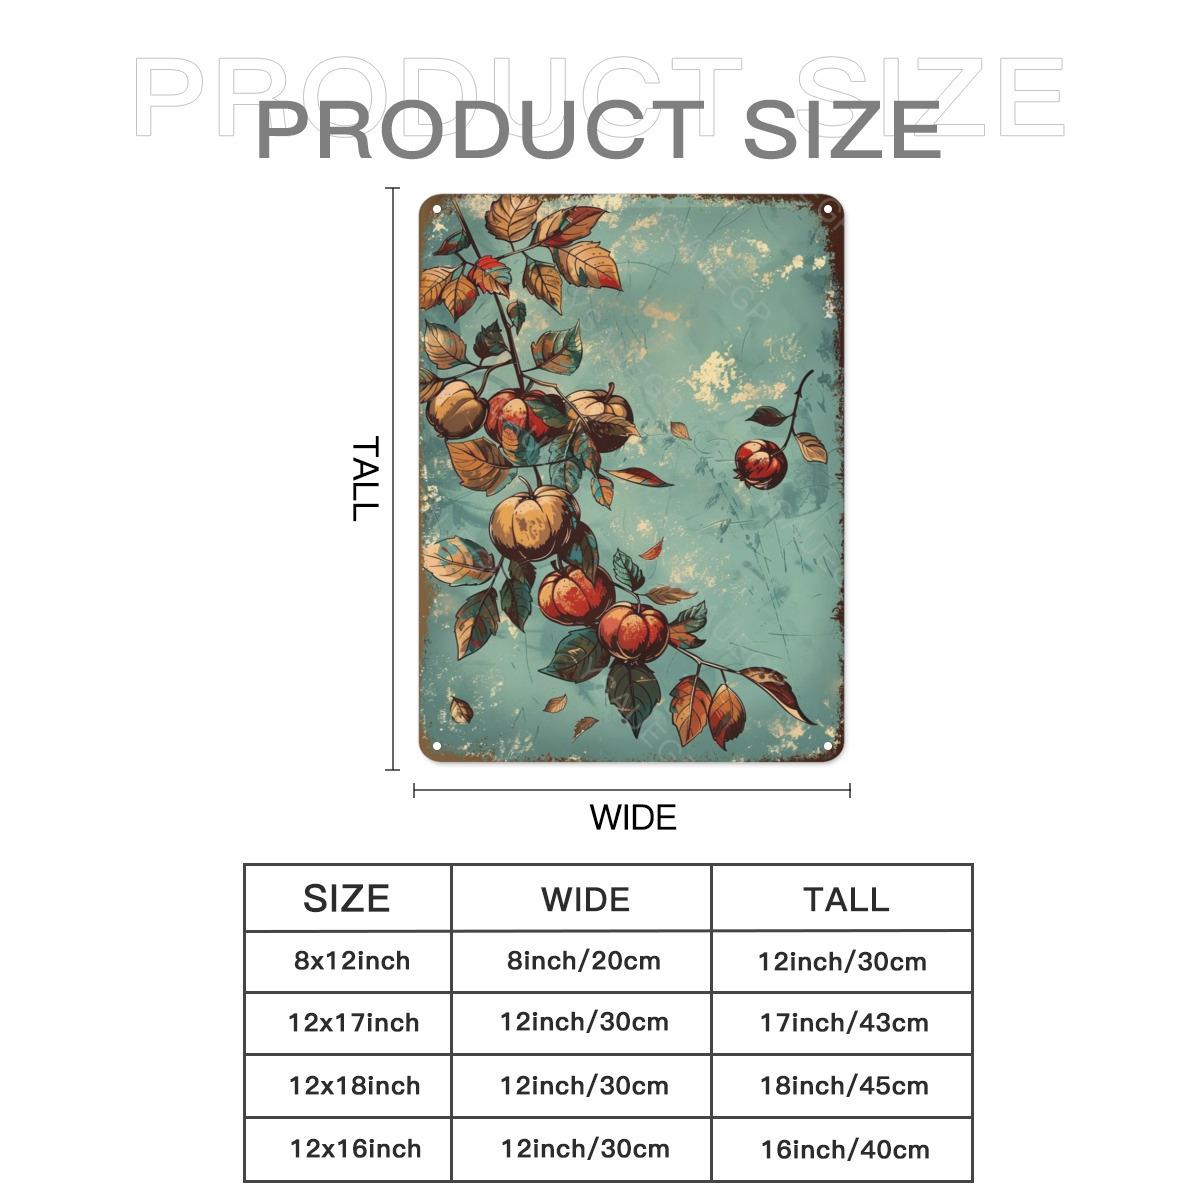 PRODUCT SIZE
PRODUCT SIZE
TALL
WIDE
SIZE WIDE TALL
8x12inch 8inch/20cm 12inch/30cm
12x17inch 12inch/30cm 17inch/43cm
12x18inch 12inch/30cm 18inch/45cm
12x16inch 12inch/30cm 16inch/40cm